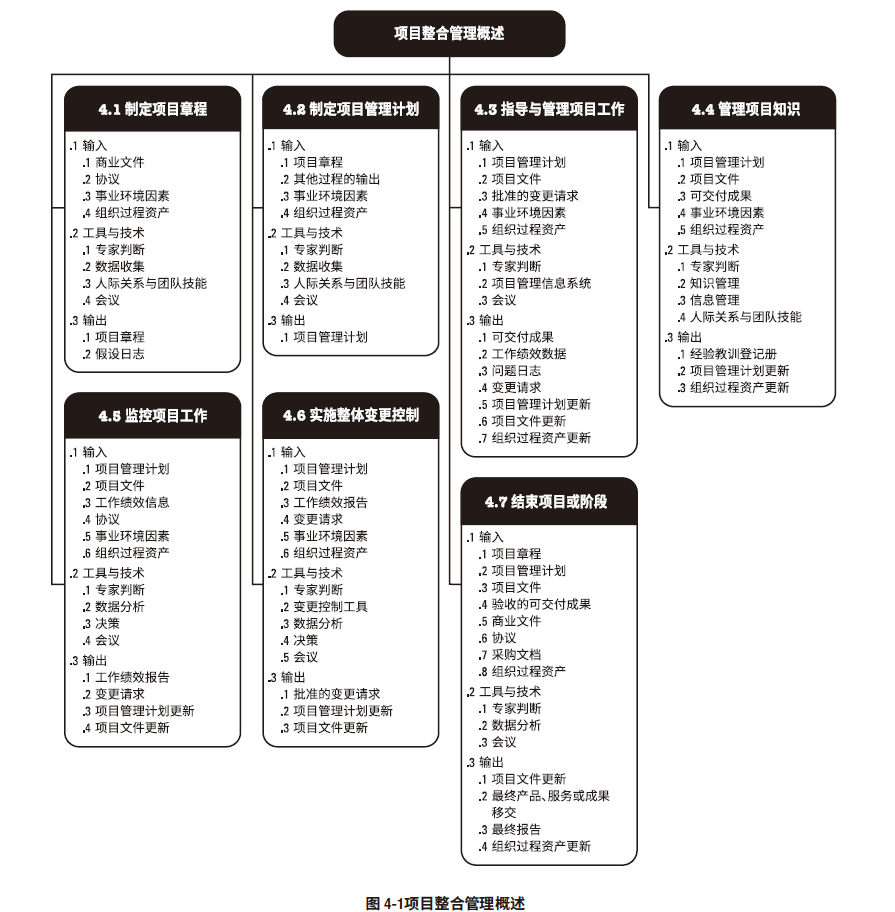 项目整合管理概述
4.1 制定项目章程
.1 输入
.1 商业文件
.2 协议
.3 事业环境因素
.4 组织过程资产
.2 工具与技术
.1 专家判断
.2 数据收集
.3 人际关系与团队技能
.4 会议
.3 输出
.1 项目章程
.2 假设日志
4.2 制定项目管理计划
.1 输入
.1 项目章程
.2 其他过程的输出
.3 事业环境因素
.4 组织过程资产
.2 工具与技术
.1 专家判断
.2 数据收集
.3 人际关系与团队技能
.4 会议
.3 输出
.1 项目管理计划
4.3 指导与管理项目工作
.1 输入
.1 项目管理计划
.2 项目文件
.3 批准的变更请求
.4 事业环境因素
.5 组织过程资产
.2 工具与技术
.1 专家判断
.2 项目管理信息系统
.3 会议
.3 输出
.1 可交付成果
.2 工作绩效数据
.3 问题日志
.4 变更请求
.5 项目管理计划更新
.6 项目文件更新
.7 组织过程资产更新
4.4 管理项目知识
.1 输入
.1 项目管理计划
.2 项目文件
.3 可交付成果
.4 事业环境因素
.5 组织过程资产
.2 工具与技术
.1 专家判断
.2 知识管理
.3 信息管理
.4 人际关系与团队技能
.3 输出
.1 经验教训登记册
.2 项目管理计划更新
.3 组织过程资产更新
4.5 监控项目工作
.1 输入
.1 项目管理计划
.2 项目文件
.3 工作绩效信息
.4 协议
.5 事业环境因素
.6 组织过程资产
.2 工具与技术
.1 专家判断
.2 数据分析
.3 决策
.4 会议
.3 输出
.1 工作绩效报告
.2 变更请求
.3 项目管理计划更新
.4 项目文件更新
4.6 实施整体变更控制
.1 输入
.1 项目管理计划
.2 项目文件
.3 工作绩效报告
.4 变更请求
.5 事业环境因素
.6 组织过程资产
.2 工具与技术
.1 专家判断
.2 变更控制工具
.3 数据分析
.4 决策
.5 会议
.3 输出
.1 批准的变更请求
.2 项目管理计划更新
.3 项目文件更新
4.7 结束项目或阶段
.1 输入
.1 项目章程
.2 项目管理计划
.3 项目文件
.4 验收的可交付成果
.5 商业文件
.6 协议
.7 采购文档
.8 组织过程资产
.2 工具与技术
.1 专家判断
.2 数据分析
.3 会议
.3 输出
.1 项目文件更新
.2 最终产品、服务或成果
移交
.3 最终报告
.4 组织过程资产更新
图 4-1项目整合管理概述